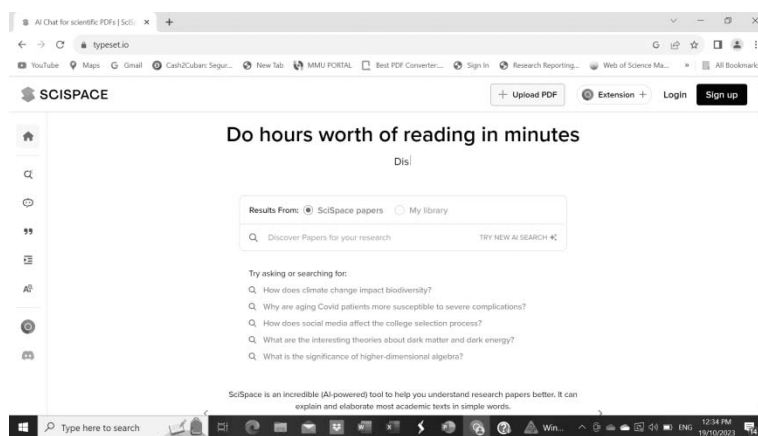 AI Chat for scientific PDFs | SciS
typeset.io
YouTube Maps Gmail Cash2Cuban: Segur... New Tab MMU PORTAL Best PDF Converter:... Sign In Research Reporting... Web of Science Ma... » All Bookmark
SCISPACE
Upload PDF
Extension
Login
Sign up
Do hours worth of reading in minutes
Dis
Results From: SciSpace papers My library
Discover Papers for your research TRY NEW AI SEARCH
Try asking or searching for:
How does climate change impact biodiversity?
Why are aging Covid patients more susceptible to severe complications?
How does social media affect the college selection process?
What are the interesting theories about dark matter and dark energy?
What is the significance of higher-dimensional algebra?
SciSpace is an incredible (AI-powered) tool to help you understand research papers better. It can
explain and elaborate most academic texts in simple words.
Type here to search
Win...
ENG
12:34 PM
19/10/2023